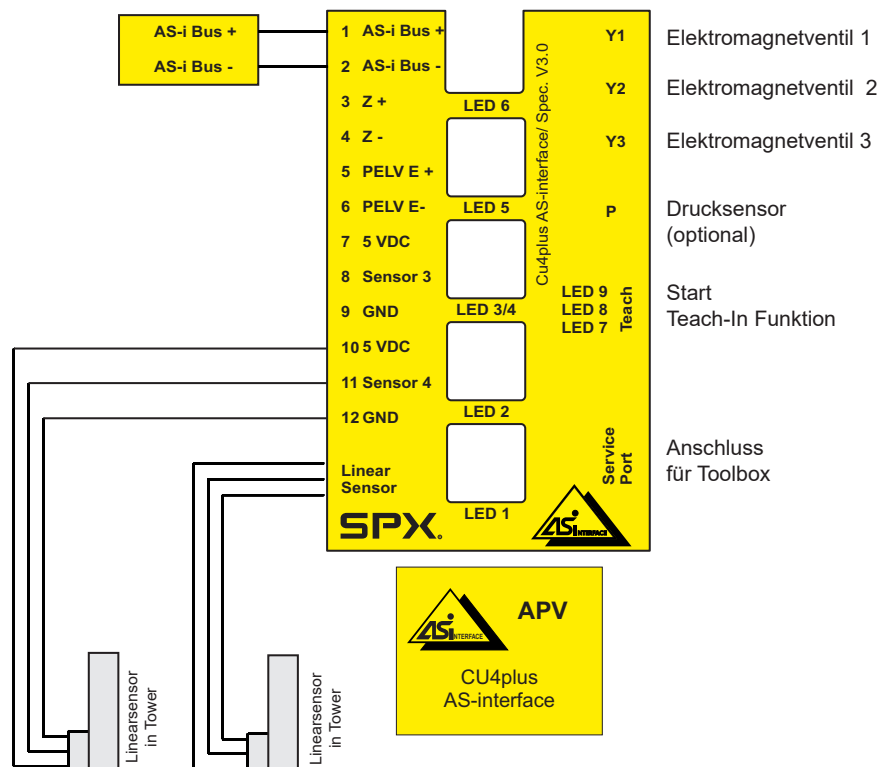 AS-i Bus +
AS-i Bus -
1 AS-i Bus +
2 AS-i Bus -
3 Z +
4 Z -
5 PELV E +
6 PELV E-
7 5 VDC
8 Sensor 3
9 GND
10 5 VDC
11 Sensor 4
12 GND
Linear
Sensor
SPX®
LED 6
LED 5
LED 3/4
LED 2
LED 1
Cu4plus AS-interface/ Spec. V3.0
Y1
Y2
Y3
P
LED 9
LED 8
LED 7
Teach
Service
Port
ASi INTERFACE
Elektromagnetventil 1
Elektromagnetventil 2
Elektromagnetventil 3
Drucksensor
(optional)
Start
Teach-In Funktion
Anschluss
für Toolbox
ASi INTERFACE
APV
CU4plus
AS-interface
Linearsensor
in Tower
Linearsensor
in Tower